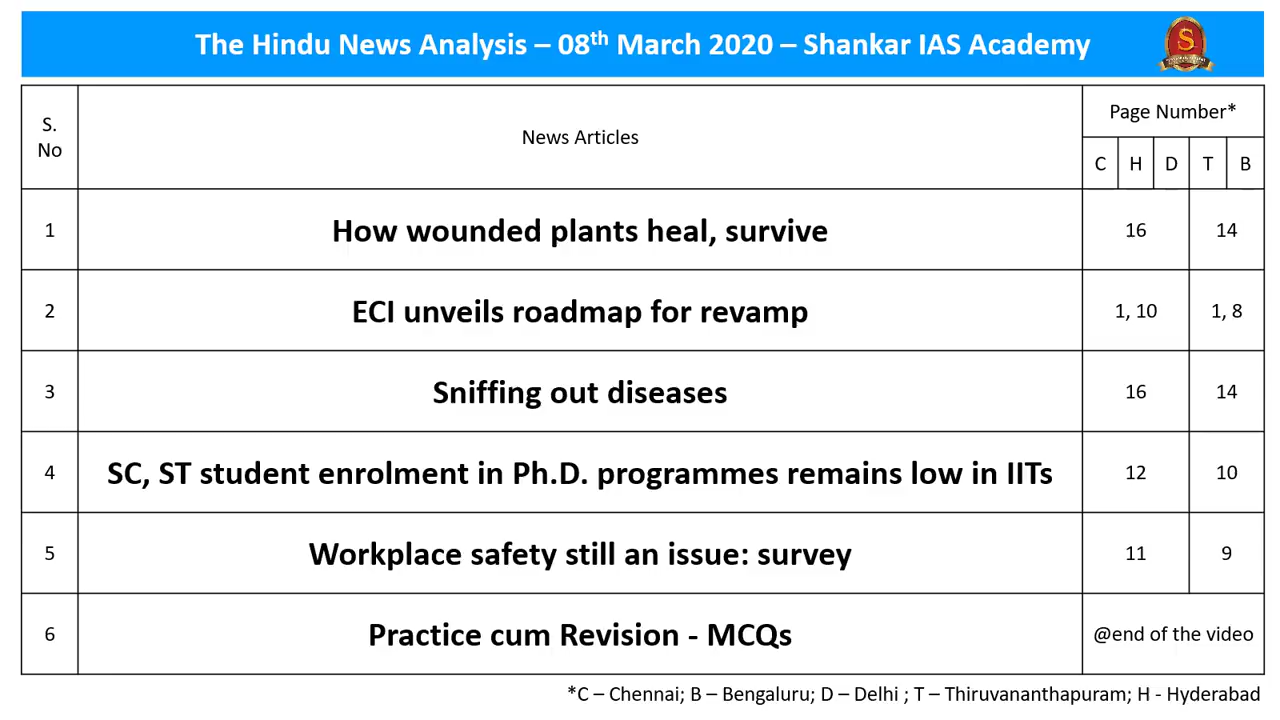 The Hindu News Analysis – 08th March 2020 – Shankar IAS Academy
S
S.
No
News Articles
Page Number*
C H D T B
1 How wounded plants heal, survive 16 14
2 ECI unveils roadmap for revamp 1, 10 1, 8
3 Sniffing out diseases 16 14
4 SC, ST student enrolment in Ph.D. programmes remains low in IITs 12 10
5 Workplace safety still an issue: survey 11 9
6 Practice cum Revision - MCQs @end of the video
*C – Chennai; B – Bengaluru; D – Delhi ; T – Thiruvananthapuram; H - Hyderabad